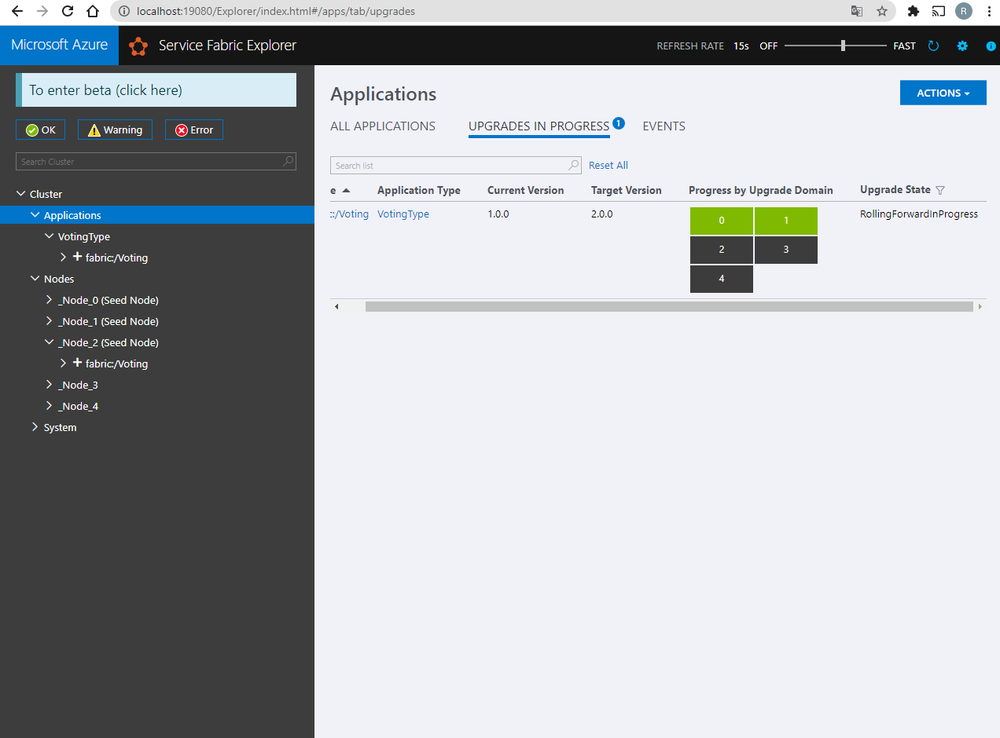 localhost:19080/Explorer/index.html#/apps/tab/upgrades
R
Microsoft Azure
Service Fabric Explorer
REFRESH RATE 15s OFF FAST
To enter beta (click here)
OK Warning Error
Search Cluster
Cluster
Applications
VotingType
fabric:/Voting
Nodes
_Node_0 (Seed Node)
_Node_1 (Seed Node)
_Node_2 (Seed Node)
fabric:/Voting
_Node_3
_Node_4
System
Applications
ACTIONS
ALL APPLICATIONS UPGRADES IN PROGRESS 1 EVENTS
Search list Reset All
e Application Type Current Version Target Version Progress by Upgrade Domain Upgrade State
:/Voting VotingType 1.0.0 2.0.0 0 1 RollingForwardInProgress
2 3
4